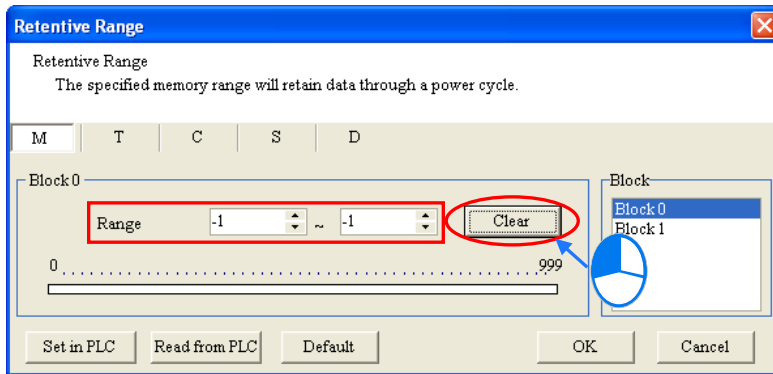 Retentive Range
Retentive Range
The specified memory range will retain data through a power cycle.
M T C S D
Block 0
Range -1 ~ -1 Clear
0 999
Block
Block 0
Block 1
Set in PLC Read from PLC Default OK Cancel